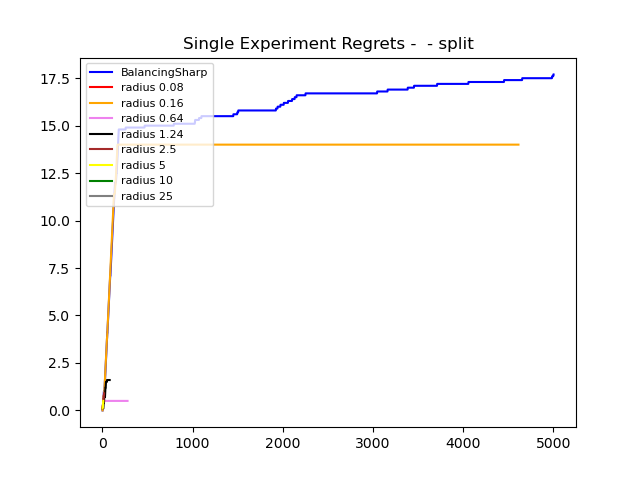 Single Experiment Regrets -  - split
BalancingSharp
radius 0.08
radius 0.16
radius 0.64
radius 1.24
radius 2.5
radius 5
radius 10
radius 25
17.5
15.0
12.5
10.0
7.5
5.0
2.5
0.0
0 1000 2000 3000 4000 5000